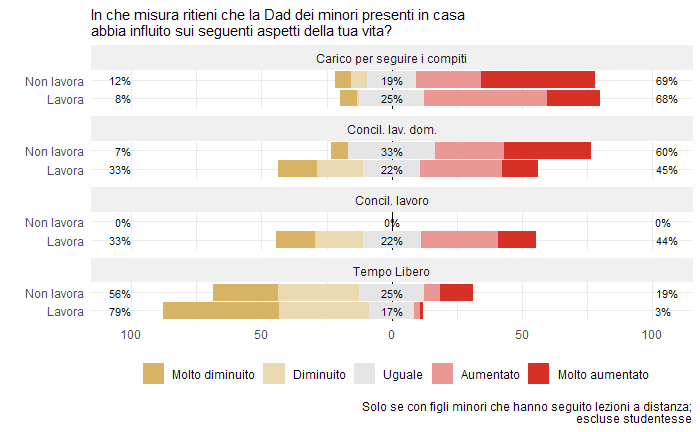 In che misura ritieni che la Dad dei minori presenti in casa
abbia influito sui seguenti aspetti della tua vita?
Carico per seguire i compiti
Non lavora 12% 19% 69%
Lavora 8% 25% 68%
Concil. lav. dom.
Non lavora 7% 33% 60%
Lavora 33% 22% 45%
Concil. lavoro
Non lavora 0% 0% 0%
Lavora 33% 22% 44%
Tempo Libero
Non lavora 56% 25% 19%
Lavora 79% 17% 3%
100 50 0 50 100
Molto diminuito Diminuito Uguale Aumentato Molto aumentato
Solo se con figli minori che hanno seguito lezioni a distanza;
escluse studentesse